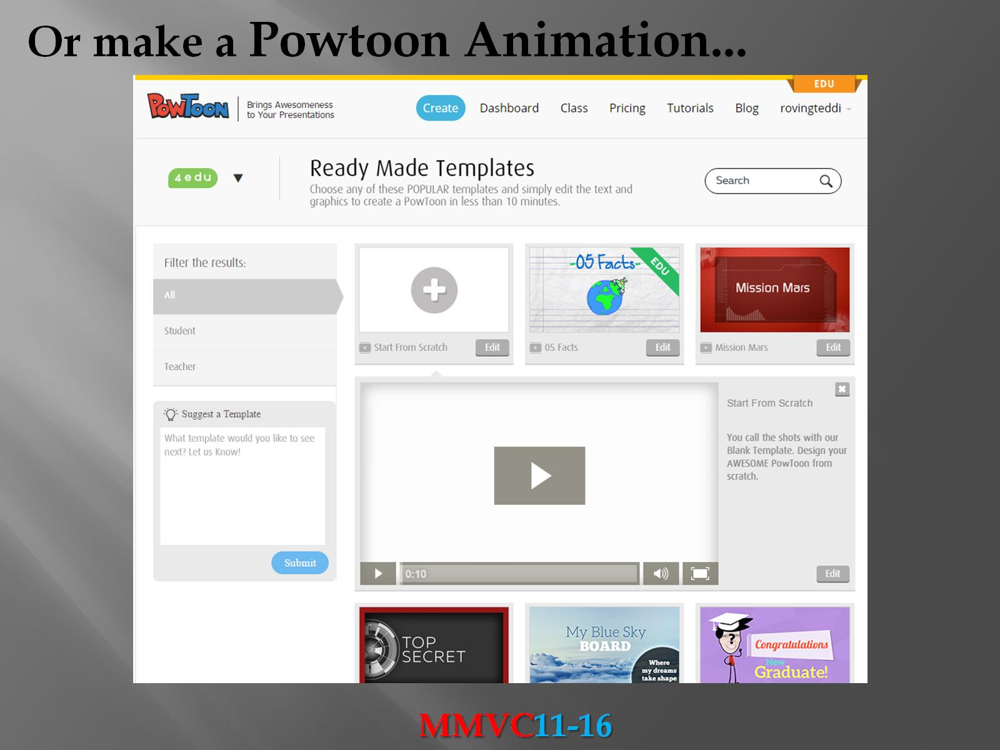 Or make a Powtoon Animation...
EDU
PowToon
Brings Awesomeness
to Your Presentations
Create
Dashboard
Class
Pricing
Tutorials
Blog
rovingteddi
4edu
Ready Made Templates
Choose any of these POPULAR templates and simply edit the text and
graphics to create a PowToon in less than 10 minutes.
Search
Filter the results:
All
Student
Teacher
Suggest a Template
What template would you like to see
next? Let us Know!
Submit
Start From Scratch
Edit
-05 Facts-
EDU
05 Facts
Edit
Mission Mars
Mission Mars
Edit
0:10
Start From Scratch
You call the shots with our
Blank Template. Design your
AWESOME PowToon from
scratch.
Edit
TOP
SECRET
My Blue Sky
BOARD
Where
my dreams
take shape
?
Congratulations
New
Graduate!
MMVC11-16